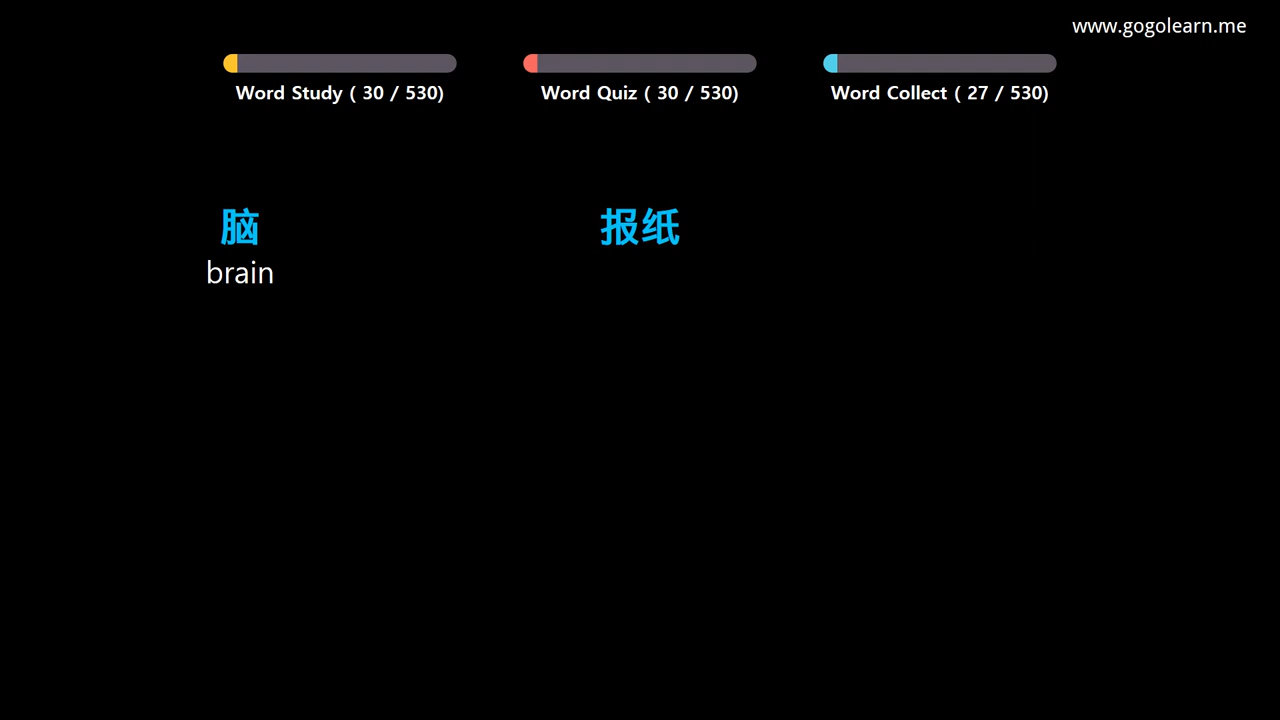 www.gogolearn.me
Word Study ( 30 / 530)
Word Quiz ( 30 / 530)
Word Collect ( 27 / 530)
脑
报纸
brain